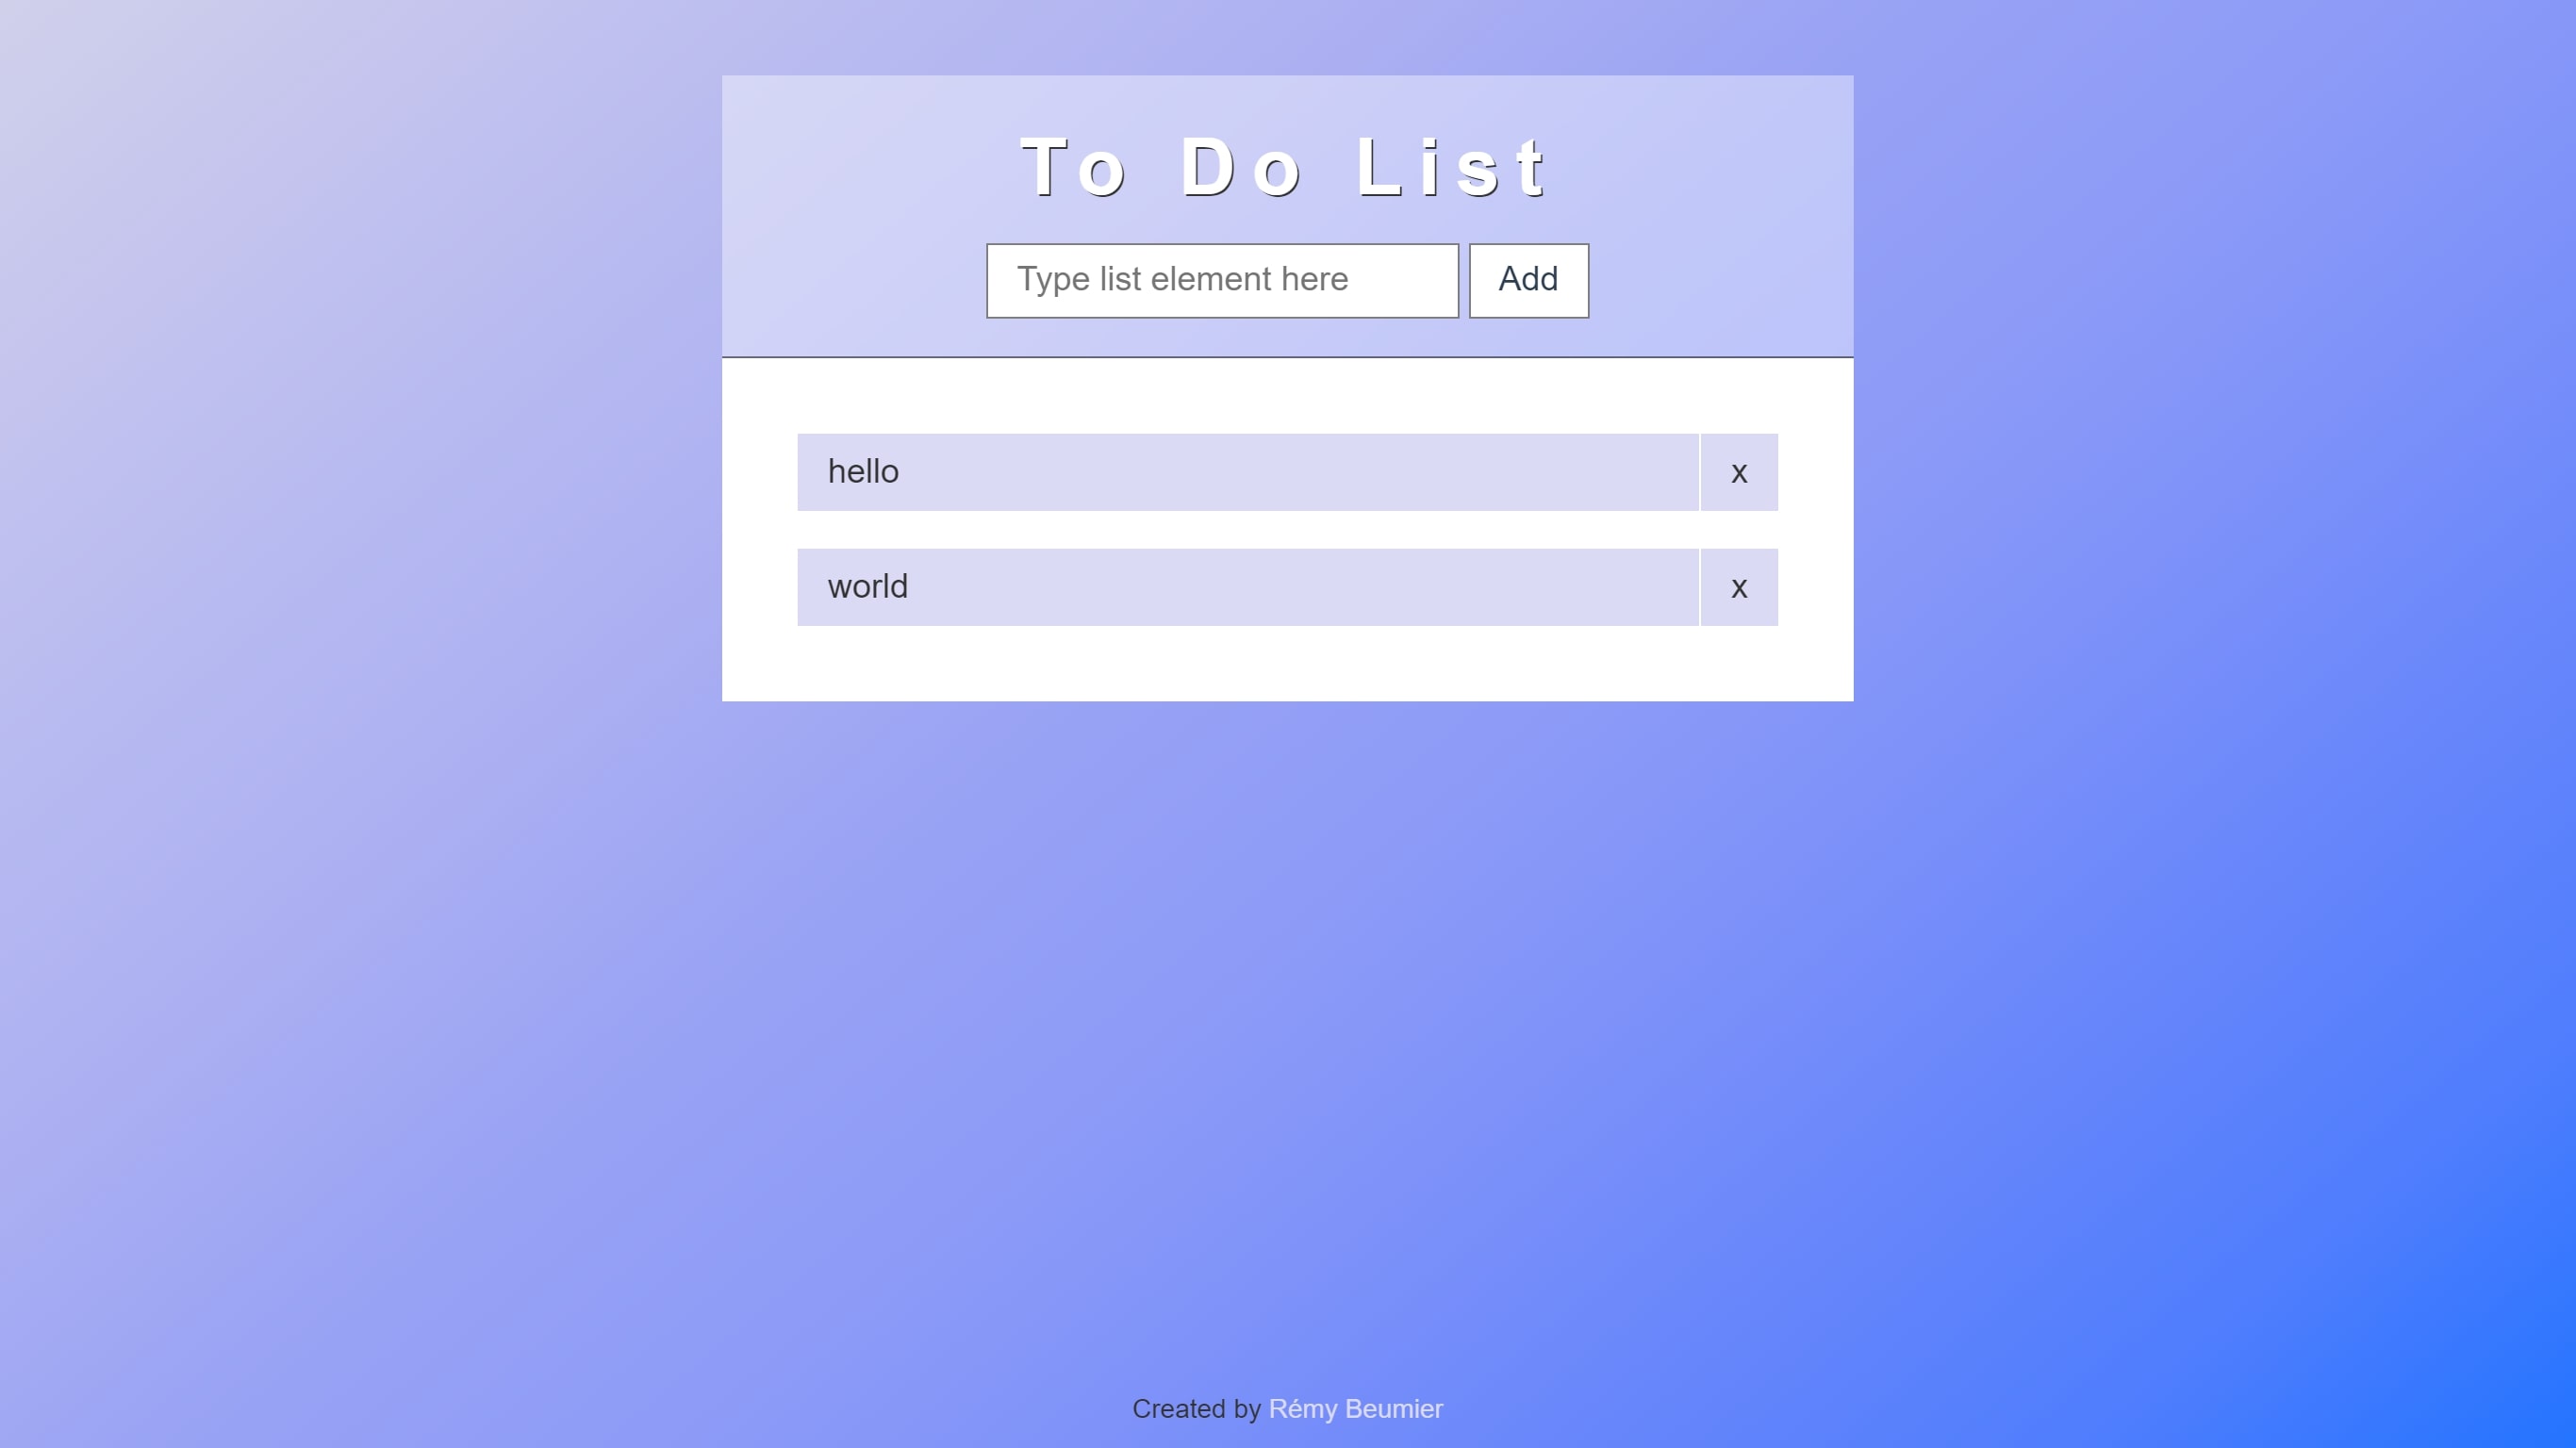 To Do List
Type list element here Add
hello x
world x
Created by Rémy Beumier